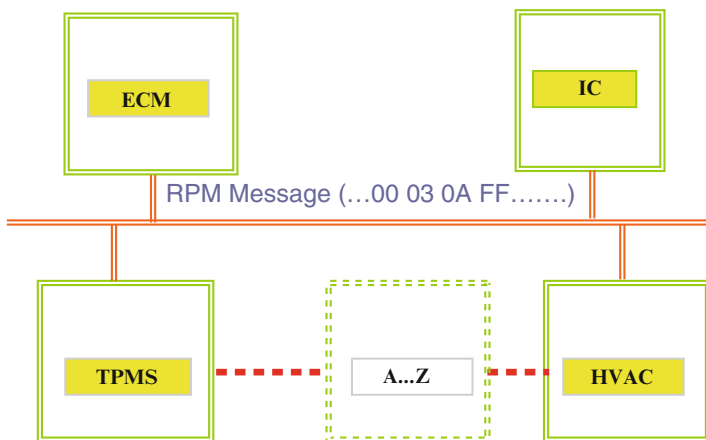 ECM
IC
RPM Message (…00 03 0A FF…….)
TPMS
A...Z
HVAC